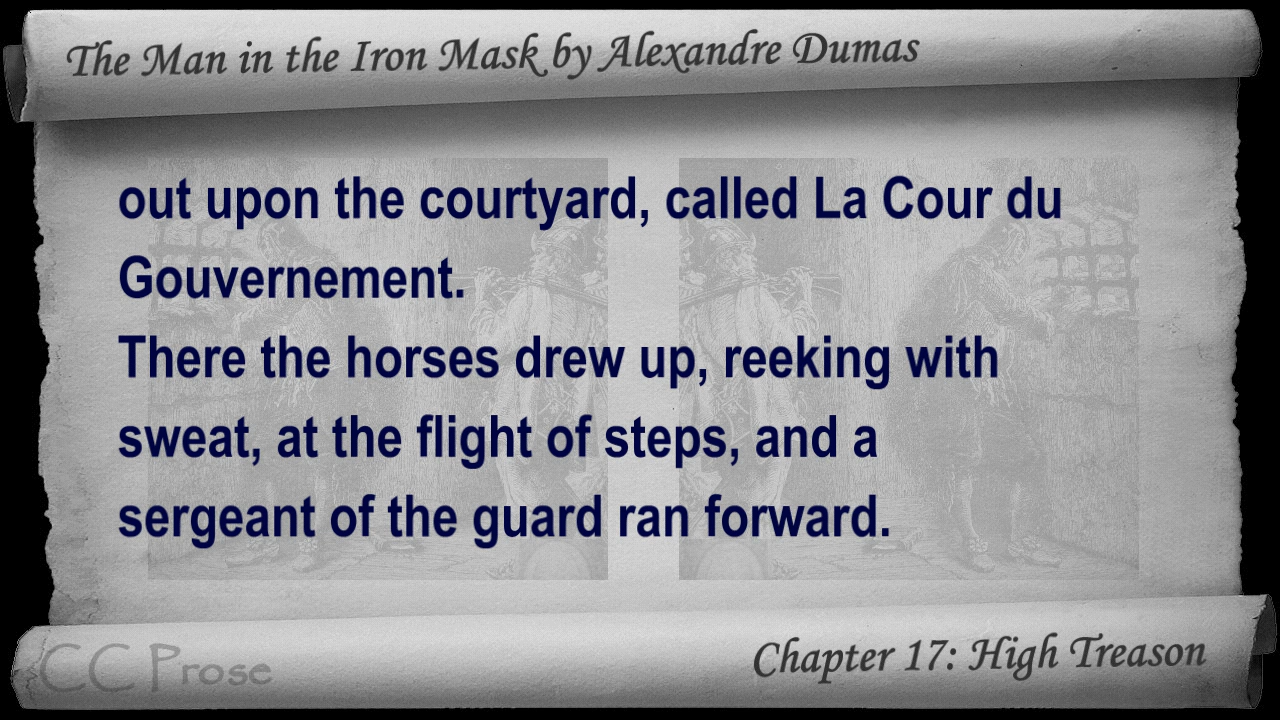 The Man in the Iron Mask by Alexandre Dumas
out upon the courtyard, called La Cour du
Gouvernement.
There the horses drew up, reeking with
sweat, at the flight of steps, and a
sergeant of the guard ran forward.
CC Prose
Chapter 17: High Treason